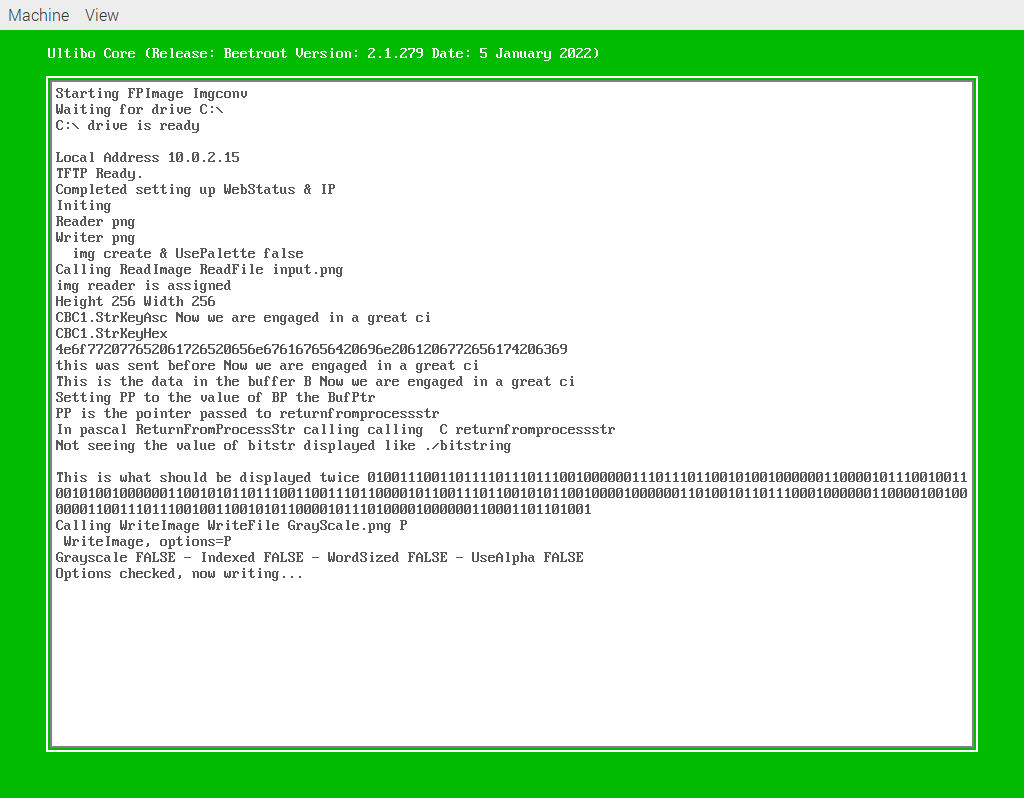 Machine View
Ultibo Core (Release: Beetroot Version: 2.1.279 Date: 5 January 2022)
Starting FPImage Imgconv
Waiting for drive C:\
C:\ drive is ready
Local Address 10.0.2.15
TFTP Ready.
Completed setting up WebStatus & IP
Initing
Reader png
Writer png
img create & UsePalette false
Calling ReadImage ReadFile input.png
img reader is assigned
Height 256 Width 256
CBC1.StrKeyAsc Now we are engaged in a great ci
CBC1.StrKeyHex
4e6f772077652061726520656e676167656420696e2061206772656174206369
this was sent before Now we are engaged in a great ci
This is the data in the buffer B Now we are engaged in a great ci
Setting PP to the value of BP the BufPtr
PP is the pointer passed to returnfromprocessstr
In pascal ReturnFromProcessStr calling calling  C returnfromprocessstr
Not seeing the value of bitstr displayed like ./bitstring
This is what should be displayed twice 010011100110111101110111001000000111011101100101001000000110000101110010011
001010010000001100101011011100110011101100001011001110110010101100100001000000110100101101110001000000110000100100
0000110011101110010011001010110000101110100001000000110001101101001
Calling WriteImage WriteFile GrayScale.png P
WriteImage, options=P
Grayscale FALSE - Indexed FALSE - WordSized FALSE - UseAlpha FALSE
Options checked, now writing...